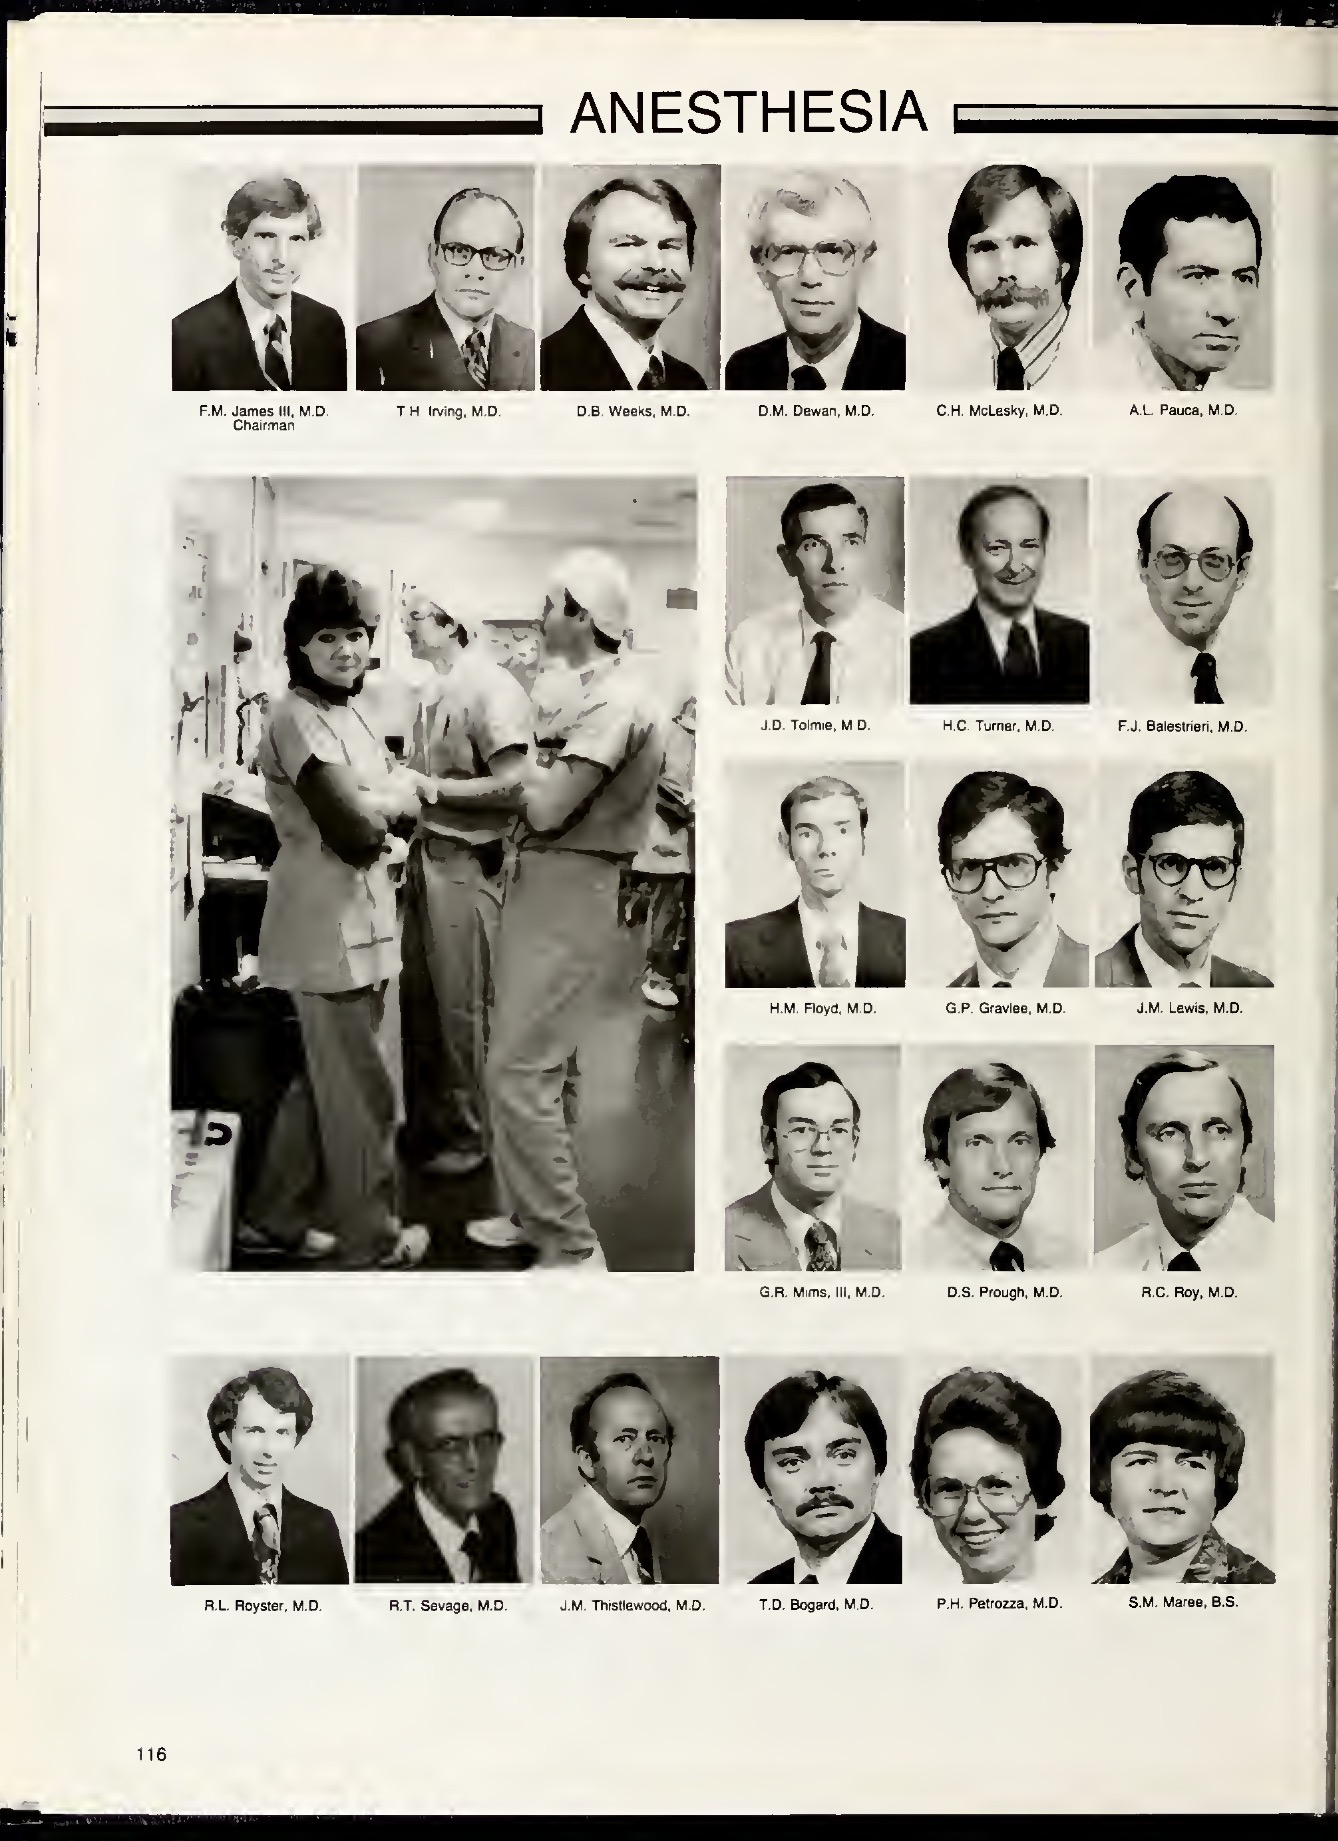 ANESTHESIA
F.M. James III, M.D.
Chairman
T H Irving, M.D.
D.B. Weeks, M.D.
D.M. Dewan, M.D.
C.H. McLesky, M.D.
A.L. Pauca, M.D.
J.D. Tolmie, M D.
H.C. Turner, M.D.
F.J. Balestrieri, M.D.
H.M. Floyd, M.D.
G.P. Gravlee, M.D.
J.M. Lewis, M.D.
G.R. Mims, III, M.D.
D.S. Prough, M.D.
R.C. Roy, M.D.
R.L. Royster, M.D.
R.T. Sevage, M.D.
J.M. Thistlewood, M.D.
T.D. Bogard, M.D.
P.H. Petrozza, M.D.
S.M. Maree, B.S.
116